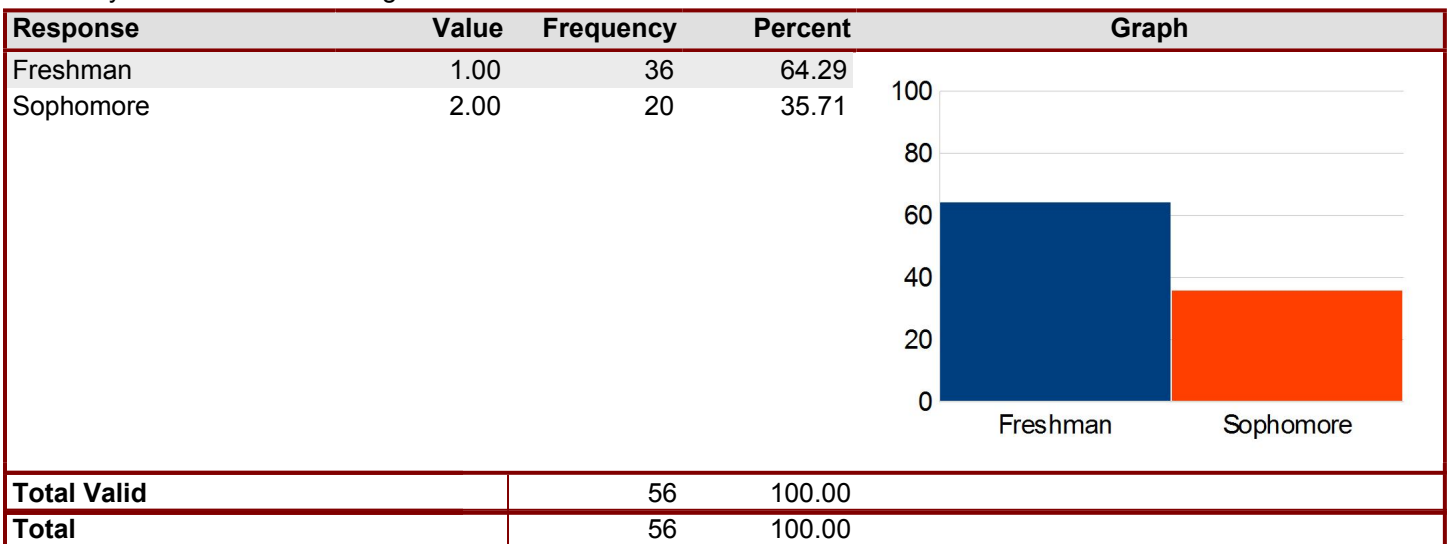 Response Value Frequency Percent Graph
Freshman 1.00 36 64.29
Sophomore 2.00 20 35.71
100
80
60
40
20
0
Freshman Sophomore
Total Valid 56 100.00
Total 56 100.00